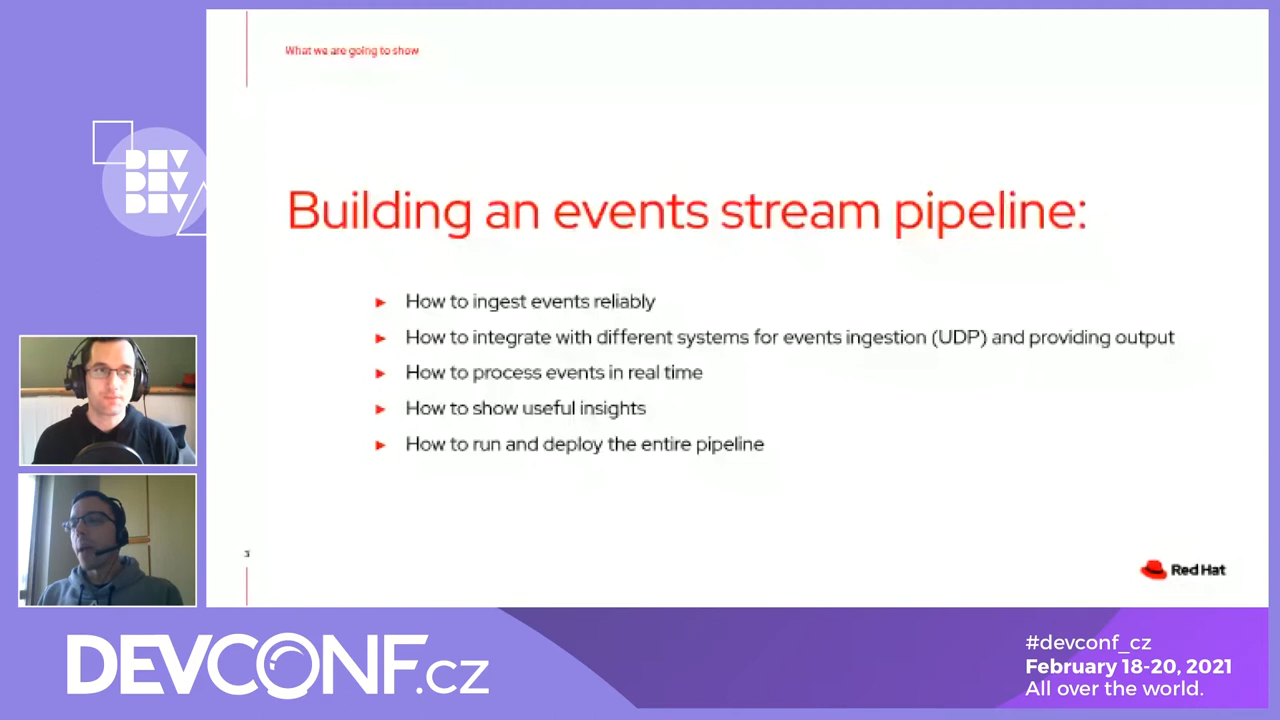 What we are going to show
DEV
DEV
DEV
Building an events stream pipeline:
How to ingest events reliably
How to integrate with different systems for events ingestion (UDP) and providing output
How to process events in real time
How to show useful insights
How to run and deploy the entire pipeline
3
Red Hat
DEVCONF.cz
#devconf_cz
February 18-20, 2021
All over the world.